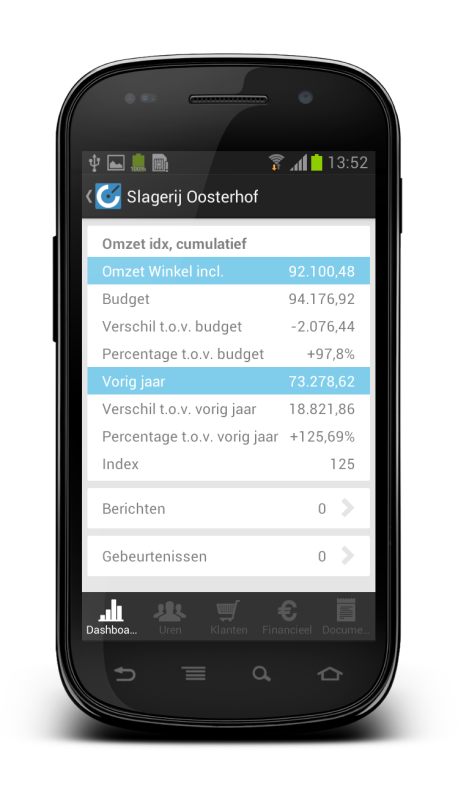 100%
13:52
Slagerij Oosterhof
Omzet idx, cumulatief
Omzet Winkel incl. 92.100,48
Budget 94.176,92
Verschil t.o.v. budget -2.076,44
Percentage t.o.v. budget +97,8%
Vorig jaar 73.278,62
Verschil t.o.v. vorig jaar 18.821,86
Percentage t.o.v. vorig jaar +125,69%
Index 125
Berichten 0
Gebeurtenissen 0
Dashboa... Uren Klanten Financieel Docume...